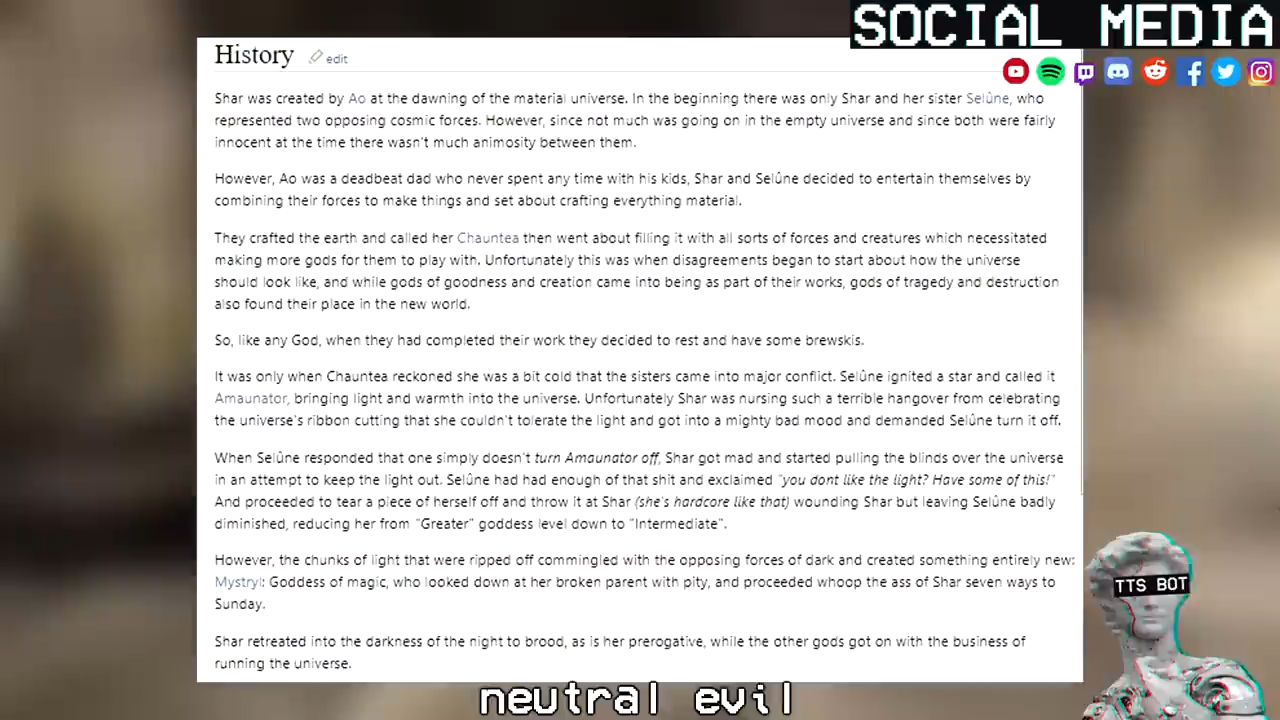 SOCIAL MEDIA
History edit
Shar was created by Ao at the dawning of the material universe. In the beginning there was only Shar and her sister Selûne, who
represented two opposing cosmic forces. However, since not much was going on in the empty universe and since both were fairly
innocent at the time there wasn't much animosity between them.
However, Ao was a deadbeat dad who never spent any time with his kids, Shar and Selûne decided to entertain themselves by
combining their forces to make things and set about crafting everything material.
They crafted the earth and called her Chauntea then went about filling it with all sorts of forces and creatures which necessitated
making more gods for them to play with. Unfortunately this was when disagreements began to start about how the universe
should look like, and while gods of goodness and creation came into being as part of their works, gods of tragedy and destruction
also found their place in the new world.
So, like any God, when they had completed their work they decided to rest and have some brewskis.
It was only when Chauntea reckoned she was a bit cold that the sisters came into major conflict. Selûne ignited a star and called it
Amaunator, bringing light and warmth into the universe. Unfortunately Shar was nursing such a terrible hangover from celebrating
the universe's ribbon cutting that she couldn't tolerate the light and got into a mighty bad mood and demanded Selûne turn it off.
When Selûne responded that one simply doesn't turn Amaunator off, Shar got mad and started pulling the blinds over the universe
in an attempt to keep the light out. Selûne had had enough of that shit and exclaimed "you dont like the light? Have some of this!"
And proceeded to tear a piece of herself off and throw it at Shar (she's hardcore like that) wounding Shar but leaving Selûne badly
diminished, reducing her from "Greater" goddess level down to "Intermediate".
However, the chunks of light that were ripped off commingled with the opposing forces of dark and created something entirely new:
Mystryl: Goddess of magic, who looked down at her broken parent with pity, and proceeded whoop the ass of Shar seven ways to
Sunday.
Shar retreated into the darkness of the night to brood, as is her prerogative, while the other gods got on with the business of
running the universe.
TTS BOT
neutral evil